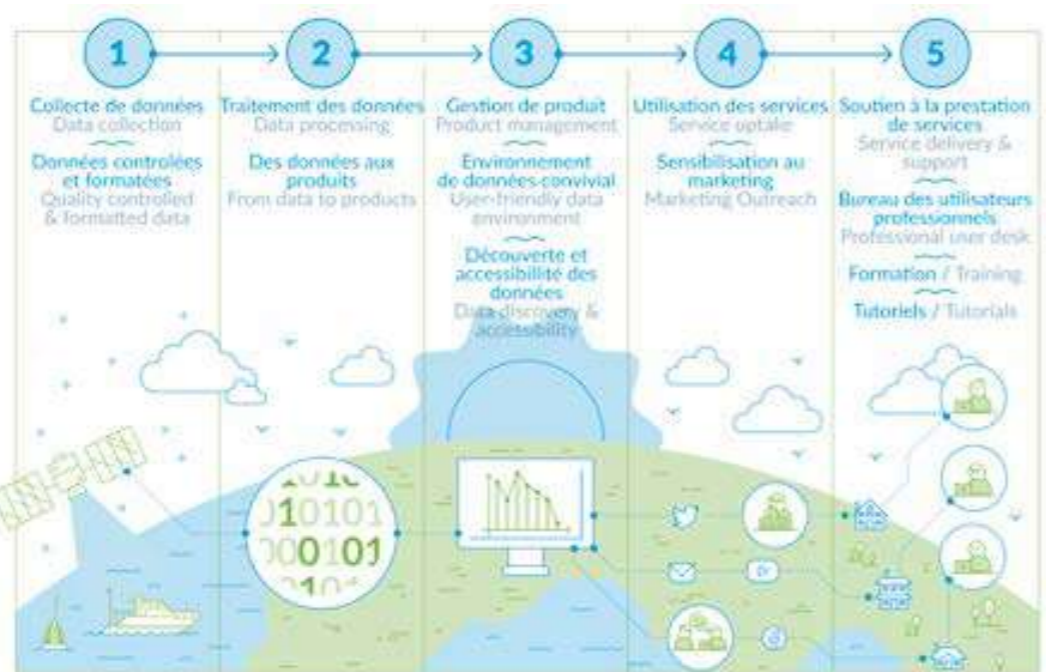 1
Collecte de données
Data collection
Données controlées
et formatées
Quality controlled
& formatted data
2
Traitement des données
Data processing
Des données aux
produits
From data to products
3
Gestion de produit
Product management
Environnement
de données convivial
User-friendly data
environment
Découverte et
accessibilité des
données
Data discovery &
accessibility
4
Utilisation des services
Service uptake
Sensibilisation au
marketing
Marketing Outreach
5
Soutien à la prestation
de services
Service delivery &
support
Bureau des utilisateurs
professionnels
Professional user desk
Formation / Training
Tutoriels / Tutorials
010101
000101